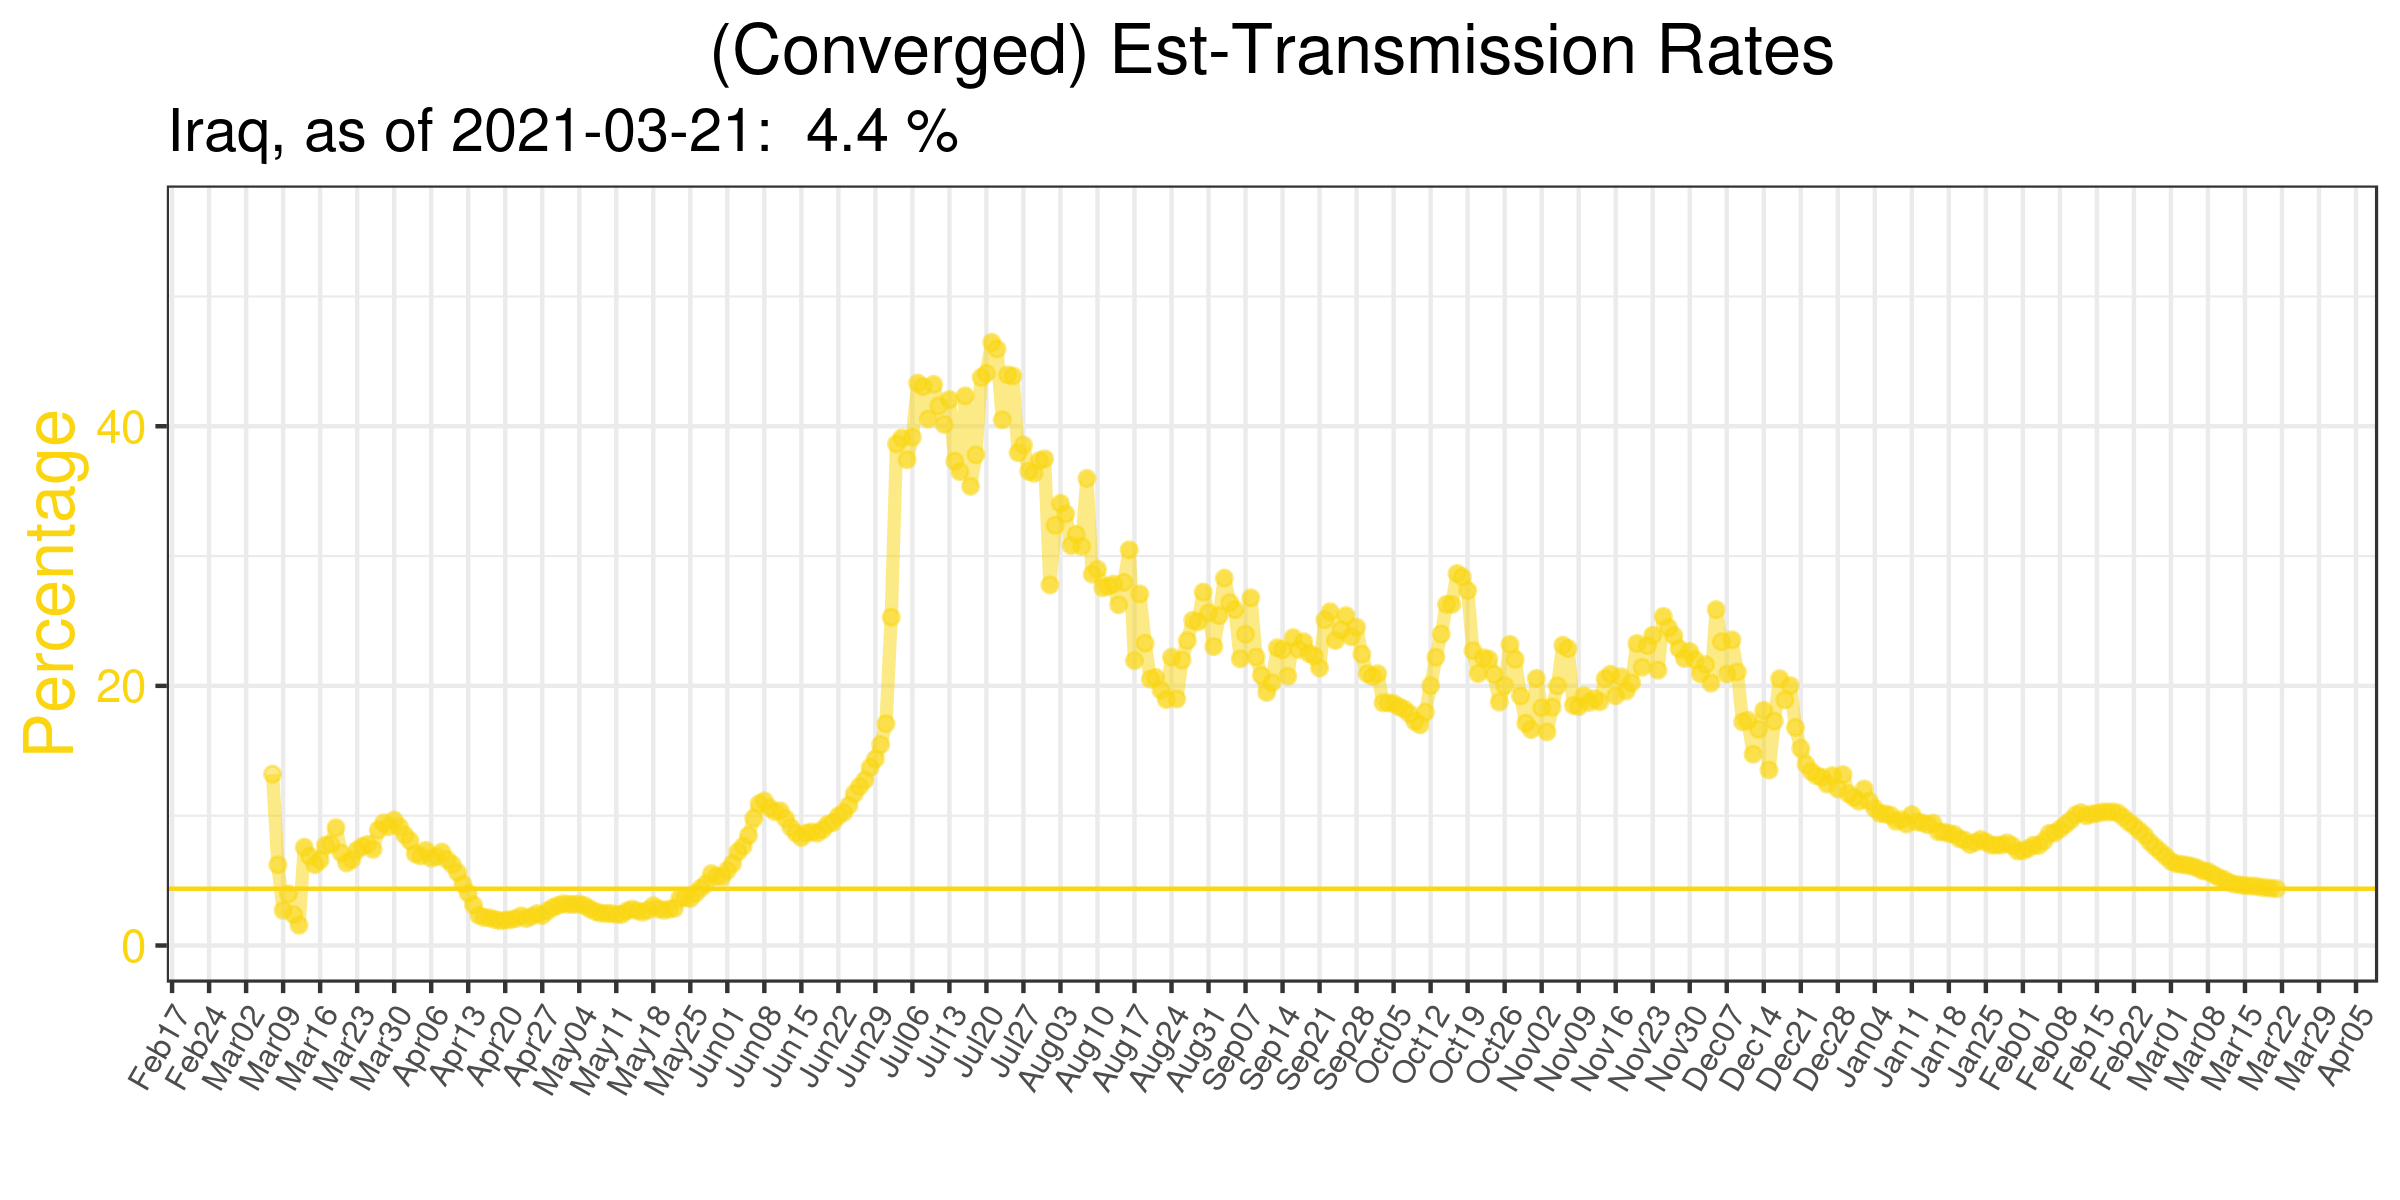 (Converged) Est-Transmission Rates
Iraq, as of 2021-03-21:  4.4 %
Percentage
40
20
0
Feb17
Feb24
Mar02
Mar09
Mar16
Mar23
Mar30
Apr06
Apr13
Apr20
Apr27
May04
May11
May18
May25
Jun01
Jun08
Jun15
Jun22
Jun29
Jul06
Jul13
Jul20
Jul27
Aug03
Aug10
Aug17
Aug24
Aug31
Sep07
Sep14
Sep21
Sep28
Oct05
Oct12
Oct19
Oct26
Nov02
Nov09
Nov16
Nov23
Nov30
Dec07
Dec14
Dec21
Dec28
Jan04
Jan11
Jan18
Jan25
Feb01
Feb08
Feb15
Feb22
Mar01
Mar08
Mar15
Mar22
Mar29
Apr05